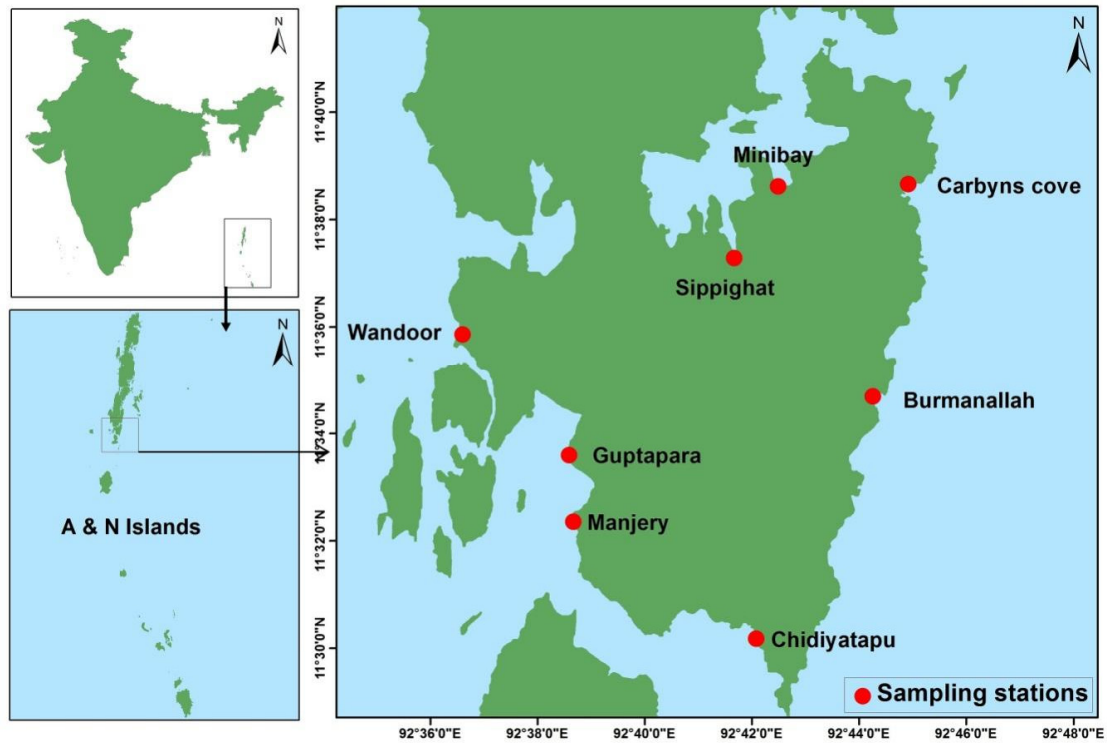 N
N
A & N Islands
N
11°40'0"N
11°38'0"N
11°36'0"N
11°34'0"N
11°32'0"N
11°30'0"N
Minibay
Carbyns cove
Sippighat
Wandoor
Burmanallah
Guptapara
Manjery
Chidiyatapu
Sampling stations
92°36'0"E
92°38'0"E
92°40'0"E
92°42'0"E
92°44'0"E
92°46'0"E
92°48'0"E